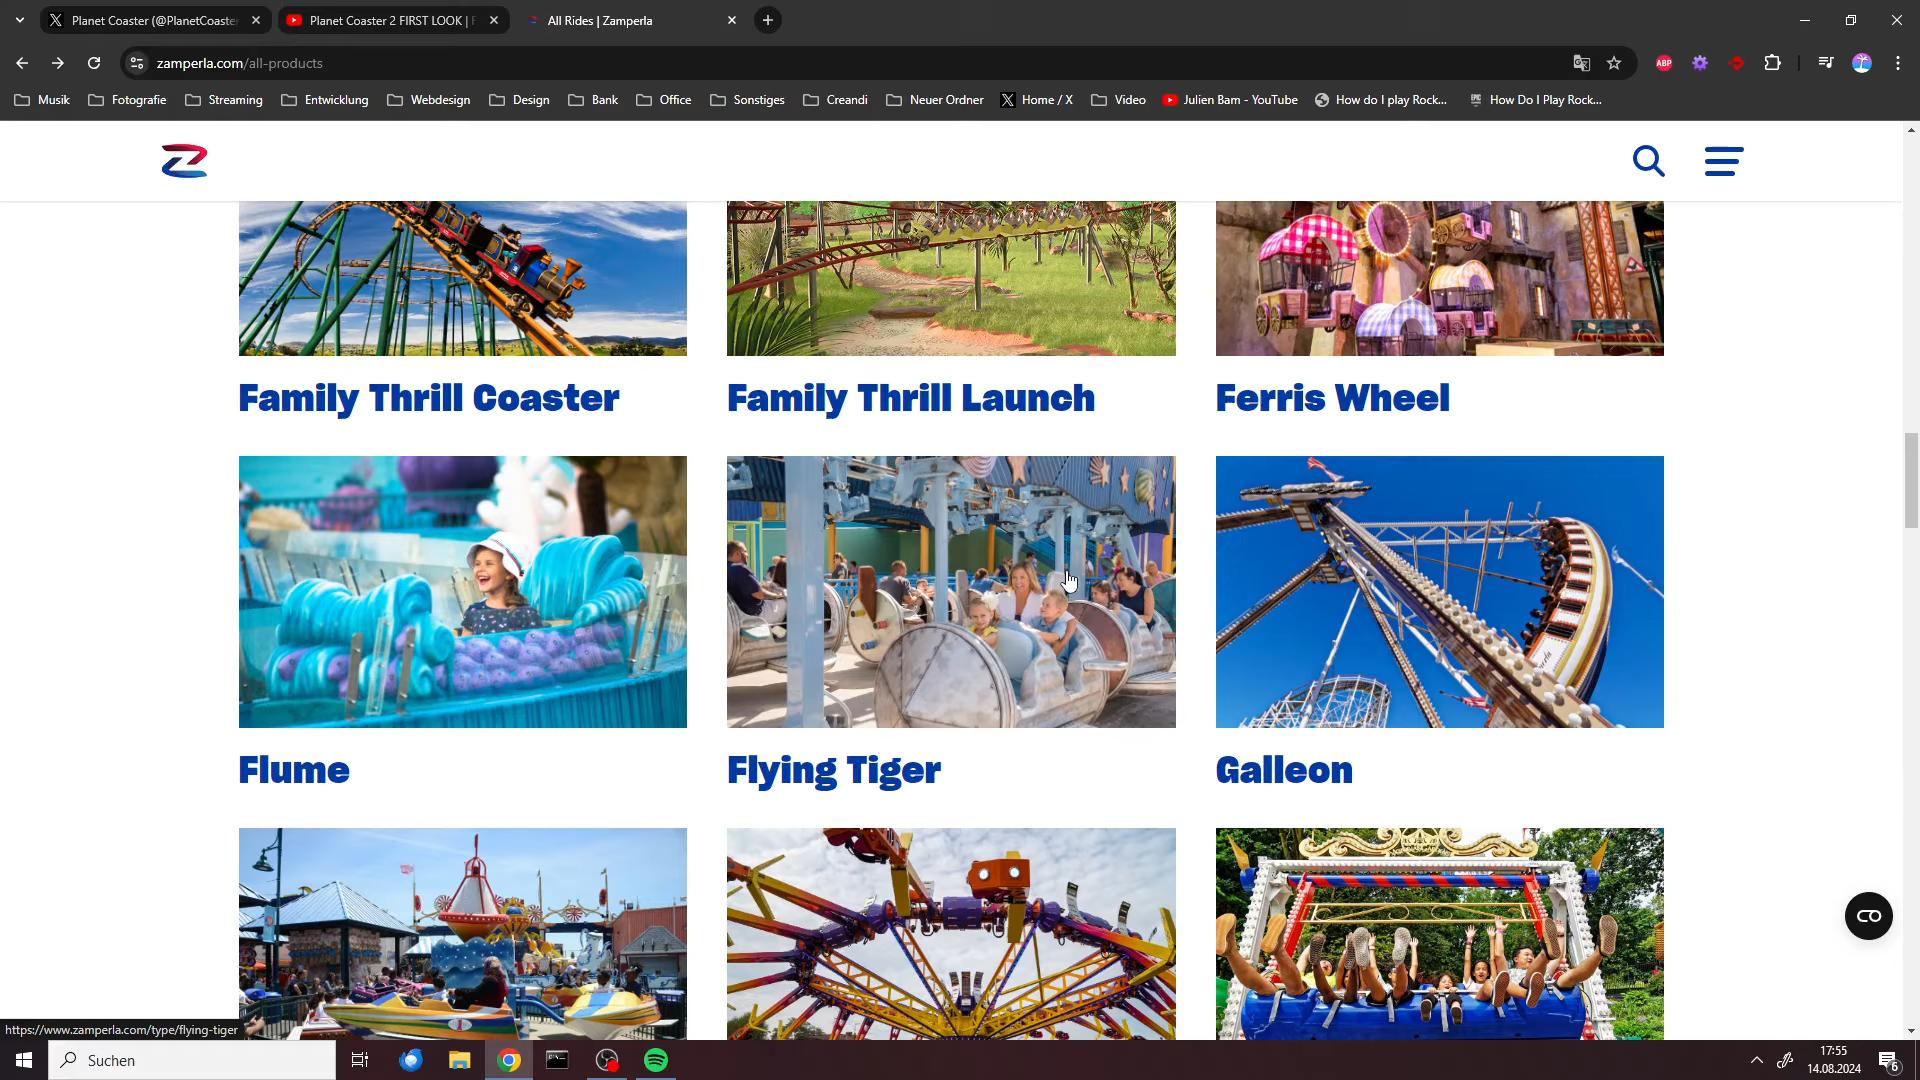 Planet Coaster (@PlanetCoaster
Planet Coaster 2 FIRST LOOK |
All Rides | Zamperla
zamperla.com/all-products
ABP
Musik
Fotografie
Streaming
Entwicklung
Webdesign
Design
Bank
Office
Sonstiges
Creandi
Neuer Ordner
Home / X
Video
Julien Bam - YouTube
How do I play Rock...
How Do I Play Rock...
Family Thrill Coaster
Family Thrill Launch
Ferris Wheel
Flume
Flying Tiger
Galleon
https://www.zamperla.com/type/flying-tiger
Suchen
17:55
14.08.2024
6